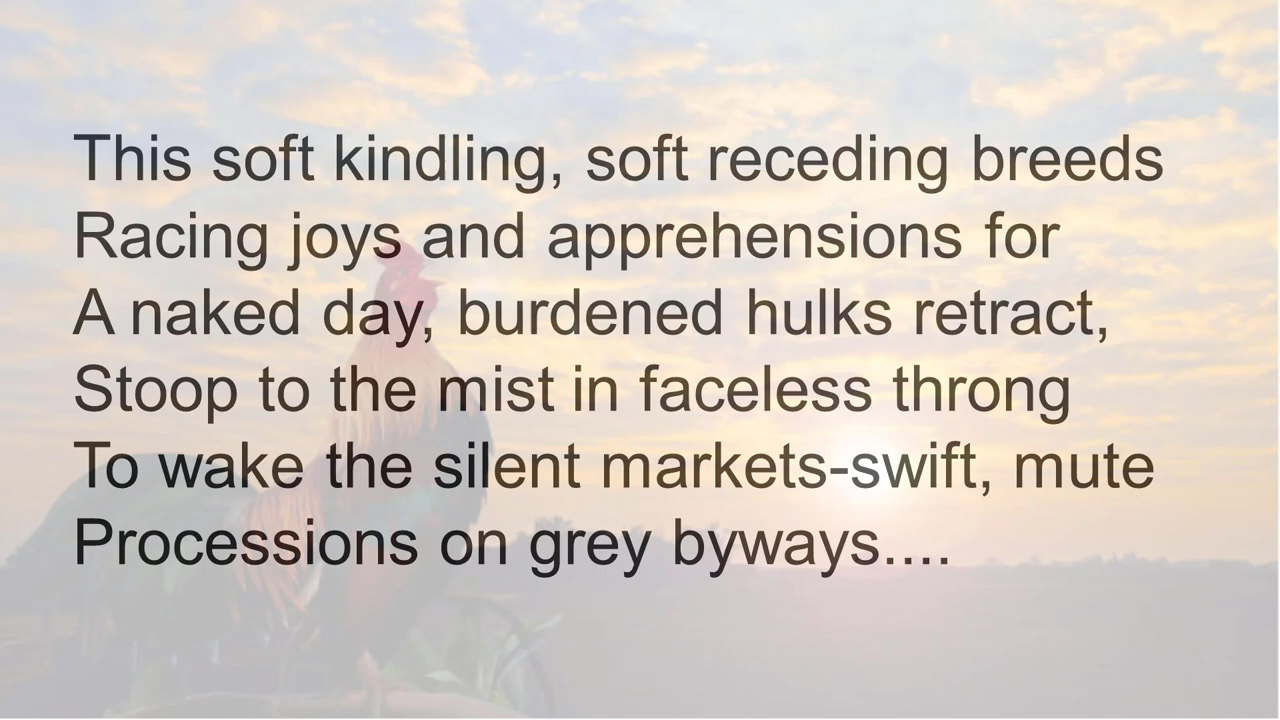 This soft kindling, soft receding breeds
Racing joys and apprehensions for
A naked day, burdened hulks retract,
Stoop to the mist in faceless throng
To wake the silent markets-swift, mute
Processions on grey byways....